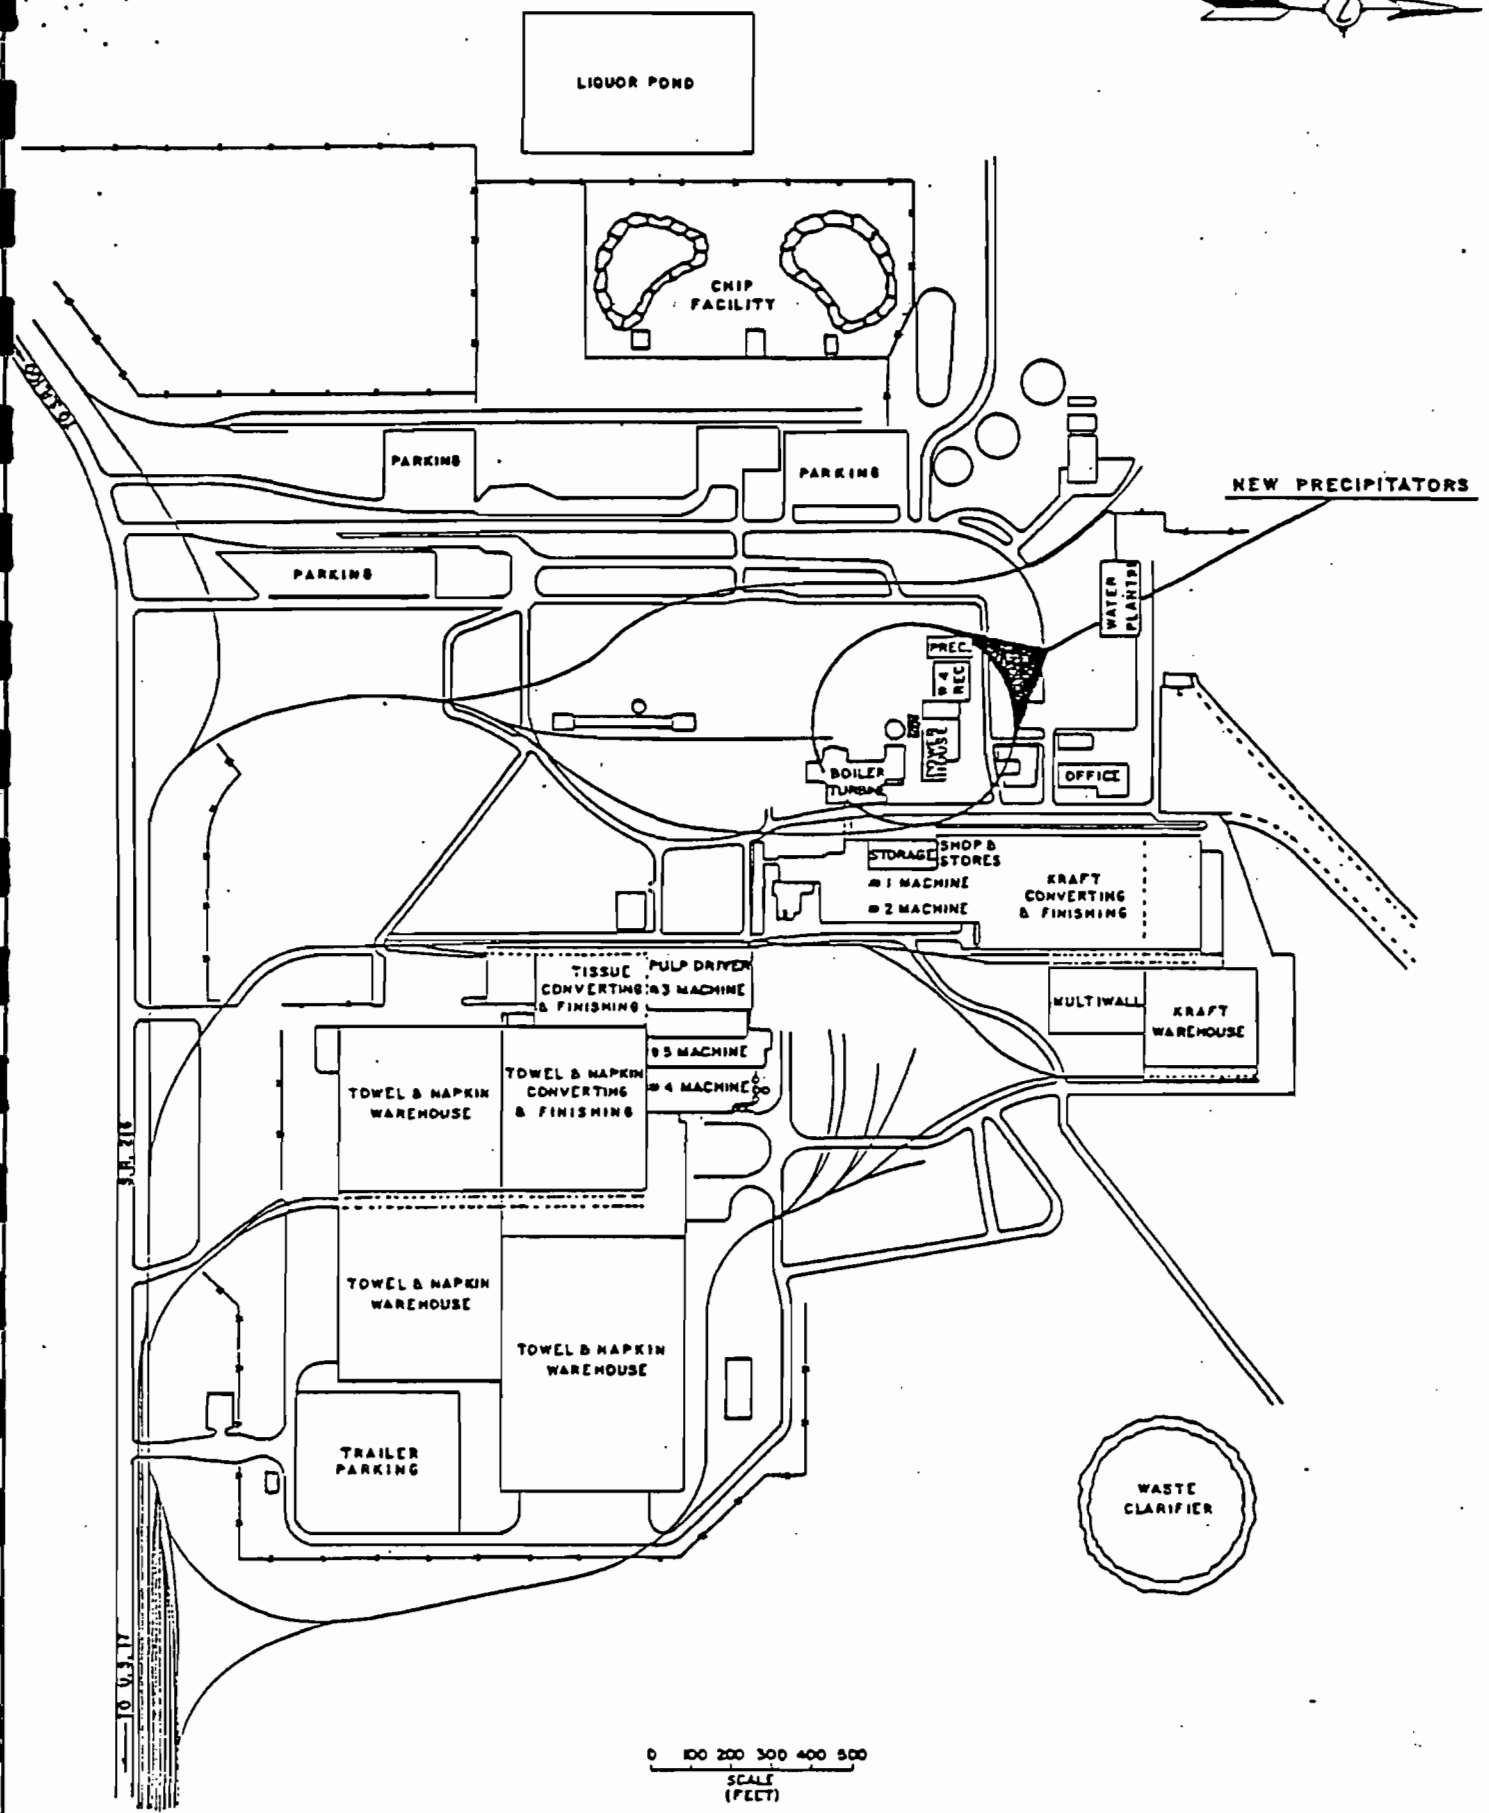 LIQUOR POND
CHIP
FACILITY
PARKING
PARKING
NEW PRECIPITATORS
PARKING
WATER
PLANT
PREC.
# 4
REC
POWER
HOUSE
BOILER
TURBINE
OFFICE
STORAGE
SHOP &
STORES
# 1 MACHINE
# 2 MACHINE
KRAFT
CONVERTING
& FINISHING
TISSUE
CONVERTING
& FINISHING
PULP DRIVER
#3 MACHINE
MULTIWALL
KRAFT
WAREHOUSE
# 5 MACHINE
# 4 MACHINE
TOWEL & NAPKIN
WAREHOUSE
TOWEL & NAPKIN
CONVERTING
& FINISHING
S.R. 216
TOWEL & NAPKIN
WAREHOUSE
TOWEL & NAPKIN
WAREHOUSE
TRAILER
PARKING
WASTE
CLARIFIER
TO U.S. 17
0 100 200 300 400 500
SCALE
(FEET)